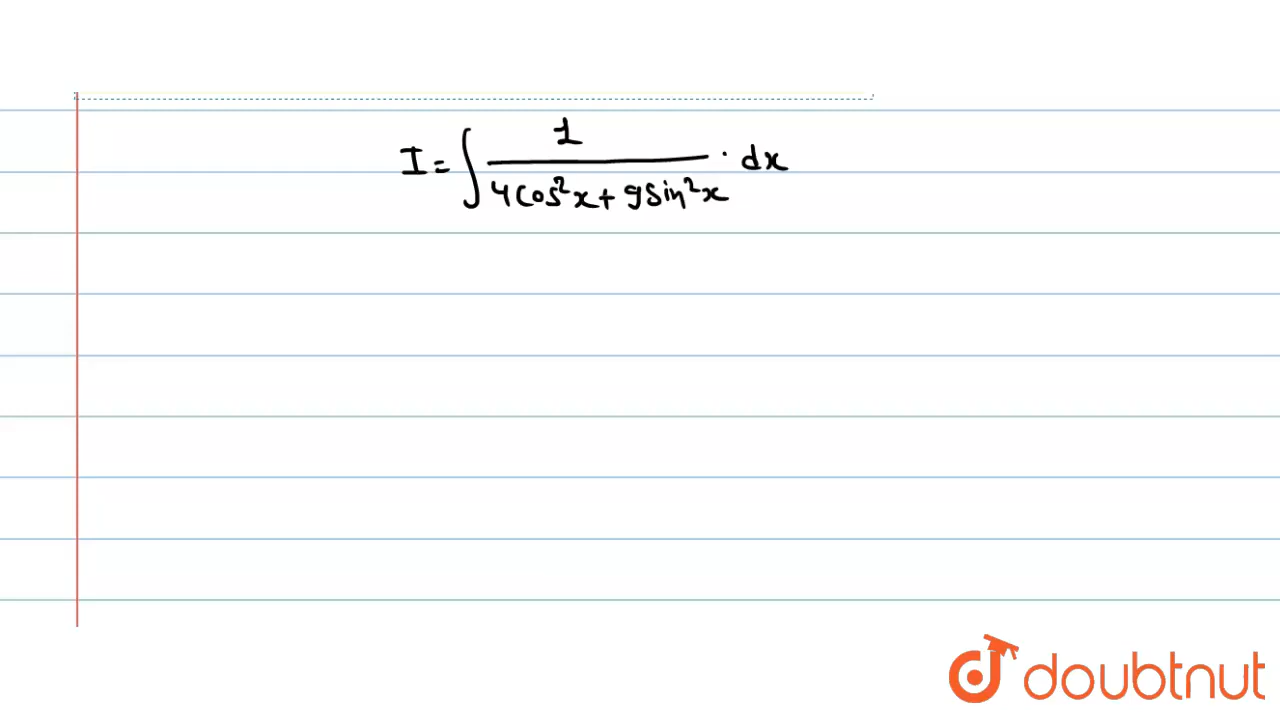 I = ∫ 1 / (4cos²x + 9sin²x) · dx
doubtnut